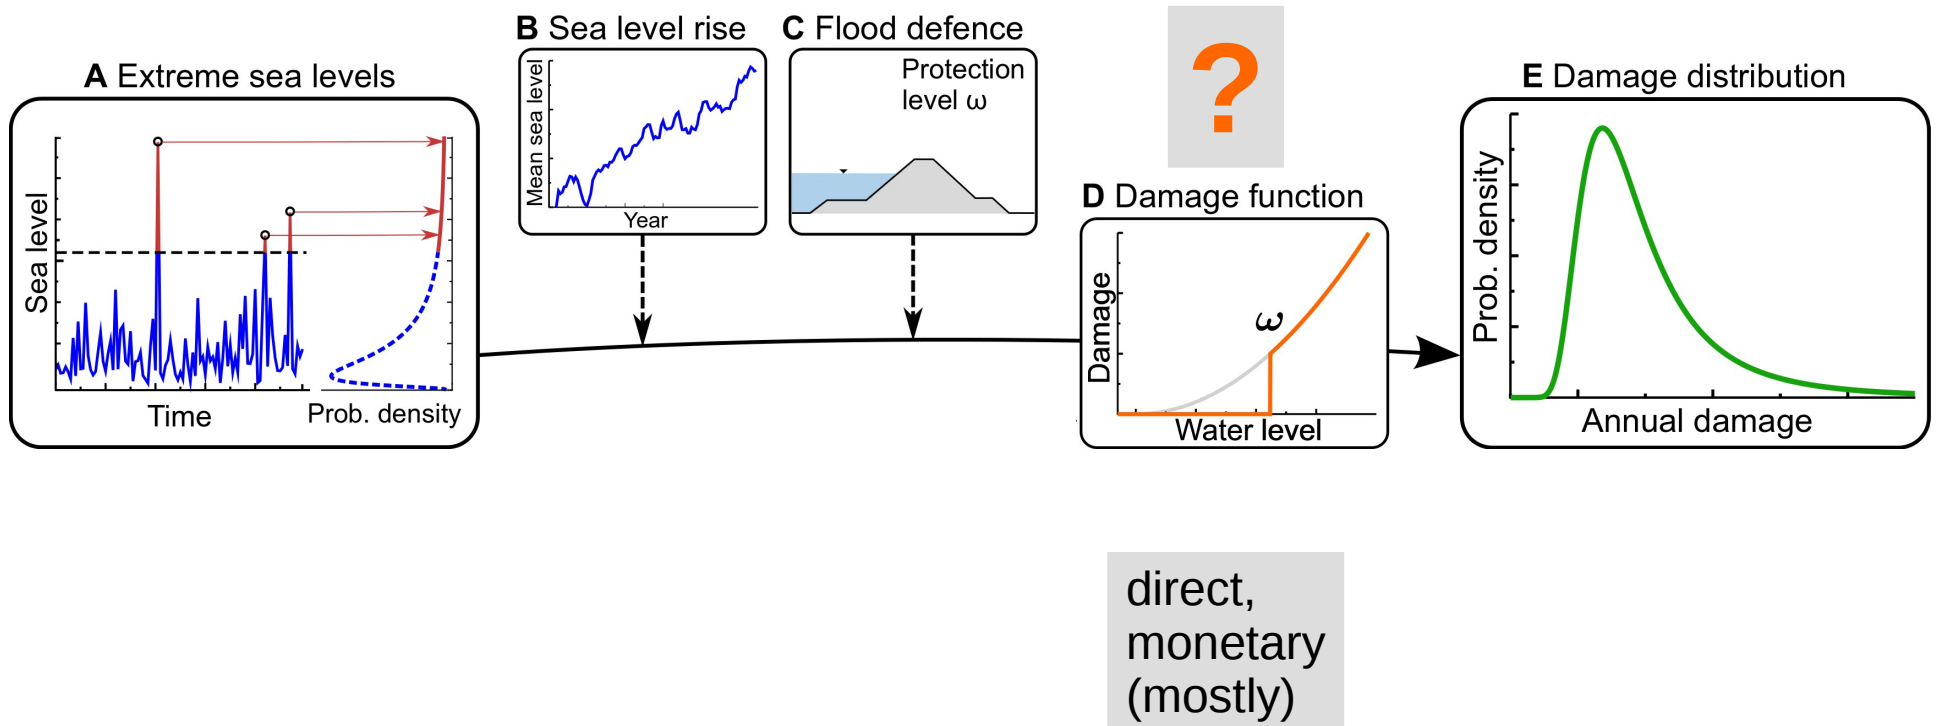 A Extreme sea levels
Sea level
Time
Prob. density
B Sea level rise
Mean sea level
Year
C Flood defence
Protection
level ω
?
D Damage function
Damage
ω
Water level
E Damage distribution
Prob. density
Annual damage
direct,
monetary
(mostly)